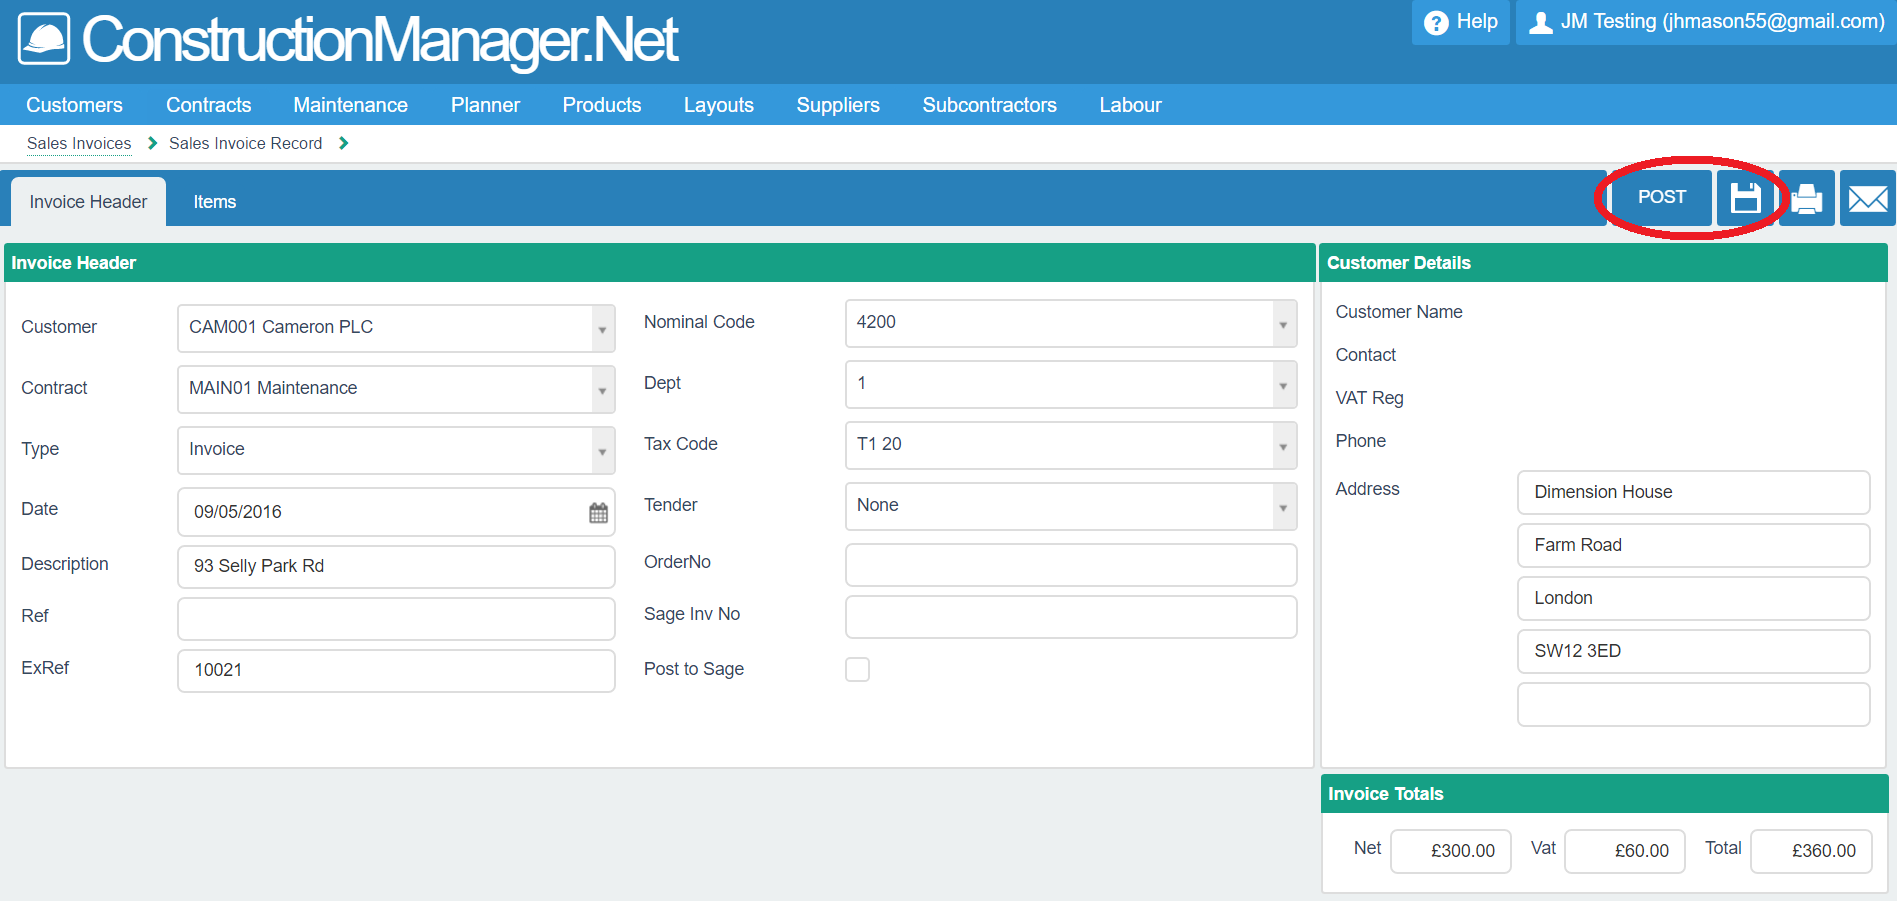 ConstructionManager.Net
? Help
JM Testing (jhmason55@gmail.com)
Customers Contracts Maintenance Planner Products Layouts Suppliers Subcontractors Labour
Sales Invoices Sales Invoice Record
Invoice Header Items
POST
Invoice Header
Customer CAM001 Cameron PLC
Contract MAIN01 Maintenance
Type Invoice
Date 09/05/2016
Description 93 Selly Park Rd
Ref
ExRef 10021
Nominal Code 4200
Dept 1
Tax Code T1 20
Tender None
OrderNo
Sage Inv No
Post to Sage
Customer Details
Customer Name
Contact
VAT Reg
Phone
Address Dimension House
Farm Road
London
SW12 3ED
Invoice Totals
Net £300.00 Vat £60.00 Total £360.00